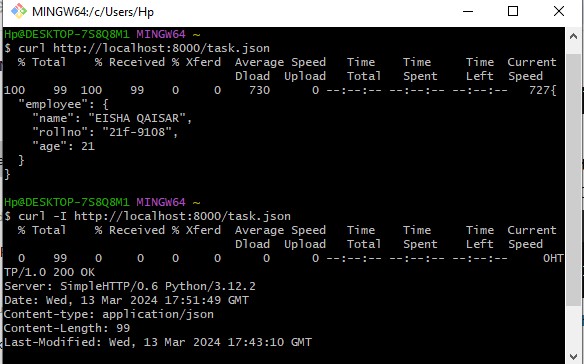 MINGW64:/c/Users/Hp
Hp@DESKTOP-7S8Q8M1 MINGW64 ~
$ curl http://localhost:8000/task.json
  % Total    % Received % Xferd  Average Speed   Time    Time     Time  Current
                                 Dload  Upload   Total   Spent    Left  Speed
100    99  100    99    0     0    730      0 --:--:-- --:--:-- --:--:--   727{
  "employee": {
    "name": "EISHA QAISAR",
    "rollno": "21f-9108",
    "age": 21
  }
}
Hp@DESKTOP-7S8Q8M1 MINGW64 ~
$ curl -I http://localhost:8000/task.json
  % Total    % Received % Xferd  Average Speed   Time    Time     Time  Current
                                 Dload  Upload   Total   Spent    Left  Speed
  0    99    0     0    0     0      0      0 --:--:-- --:--:-- --:--:--     0HT
TP/1.0 200 OK
Server: SimpleHTTP/0.6 Python/3.12.2
Date: Wed, 13 Mar 2024 17:51:49 GMT
Content-type: application/json
Content-Length: 99
Last-Modified: Wed, 13 Mar 2024 17:43:10 GMT